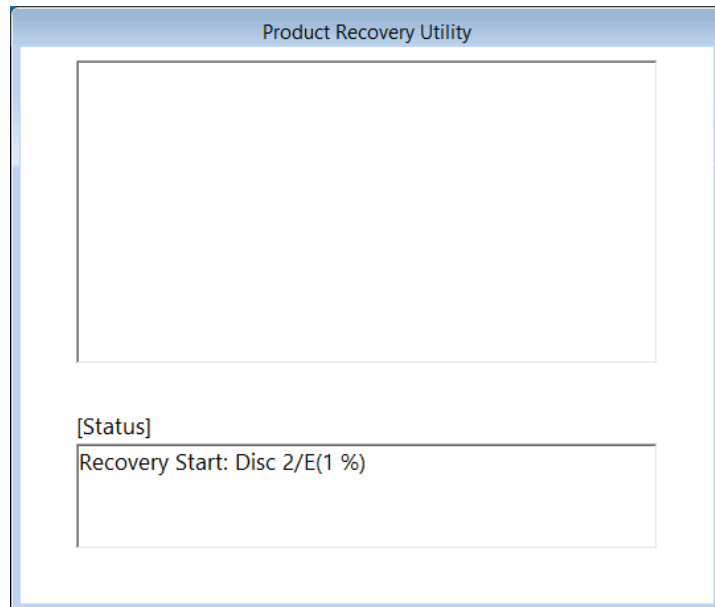 Product Recovery Utility
[Status]
Recovery Start: Disc 2/E(1 %)